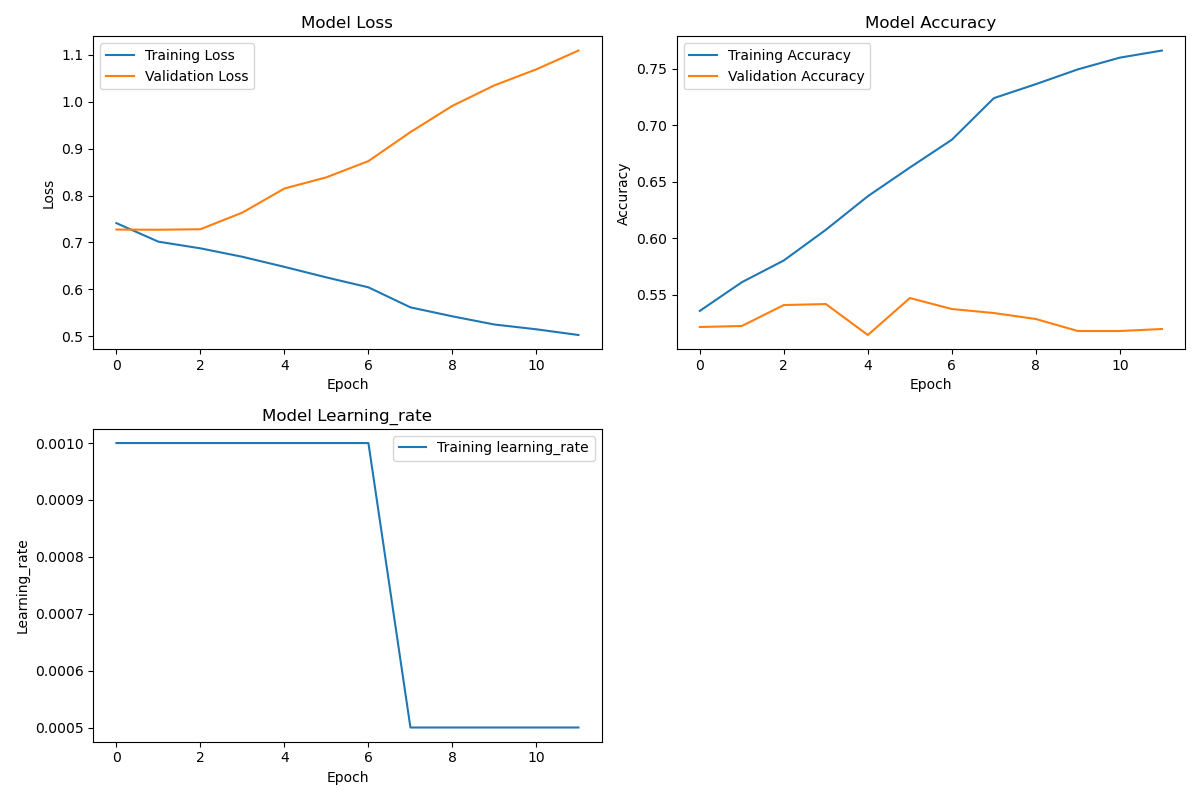 Model Loss
Training Loss
Validation Loss
1.1
1.0
0.9
0.8
0.7
0.6
0.5
Loss
0 2 4 6 8 10
Epoch
Model Accuracy
Training Accuracy
Validation Accuracy
0.75
0.70
0.65
0.60
0.55
Accuracy
0 2 4 6 8 10
Epoch
Model Learning_rate
Training learning_rate
0.0010
0.0009
0.0008
0.0007
0.0006
0.0005
Learning_rate
0 2 4 6 8 10
Epoch